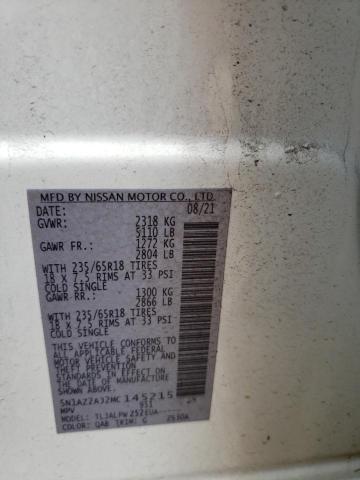 MFD BY NISSAN MOTOR CO., LTD.
DATE: 08/21
GVWR: 2318 KG
5110 LB
GAWR FR: 1272 KG
2804 LB
WITH 235/65R18 TIRES
18 X 7.5 RIMS AT 33 PSI
COLD SINGLE
GAWR RR: 1300 KG
2866 LB
WITH 235/65R18 TIRES
18 X 7.5 RIMS AT 33 PSI
COLD SINGLE
THIS VEHICLE CONFORMS TO ALL
APPLICABLE FEDERAL MOTOR
VEHICLE SAFETY AND
THEFT PREVENTION
STANDARDS IN EFFECT ON THE
DATE OF MANUFACTURE
SHOWN ABOVE
5N1AZ2AJ2MC145215
MPV
COLOR: QAB TRIM: G